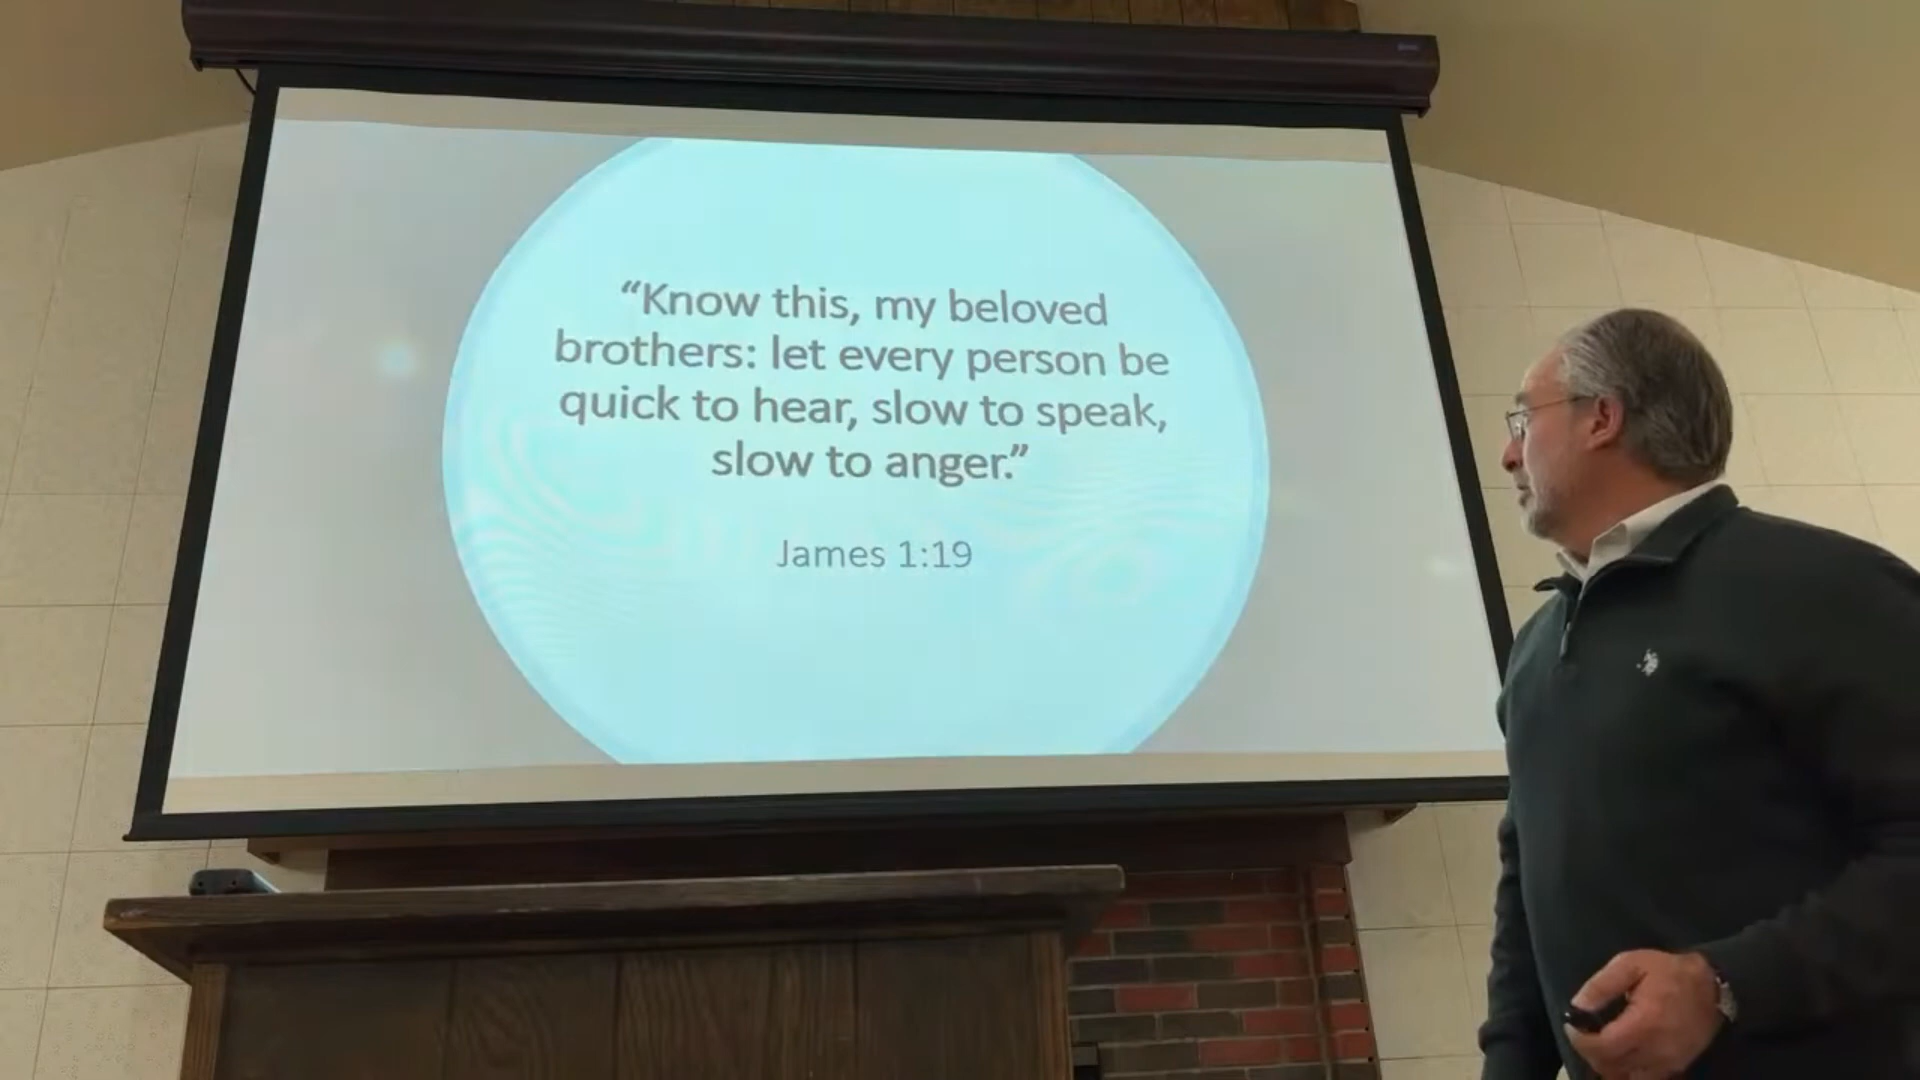 “Know this, my beloved
brothers: let every person be
quick to hear, slow to speak,
slow to anger.”
James 1:19